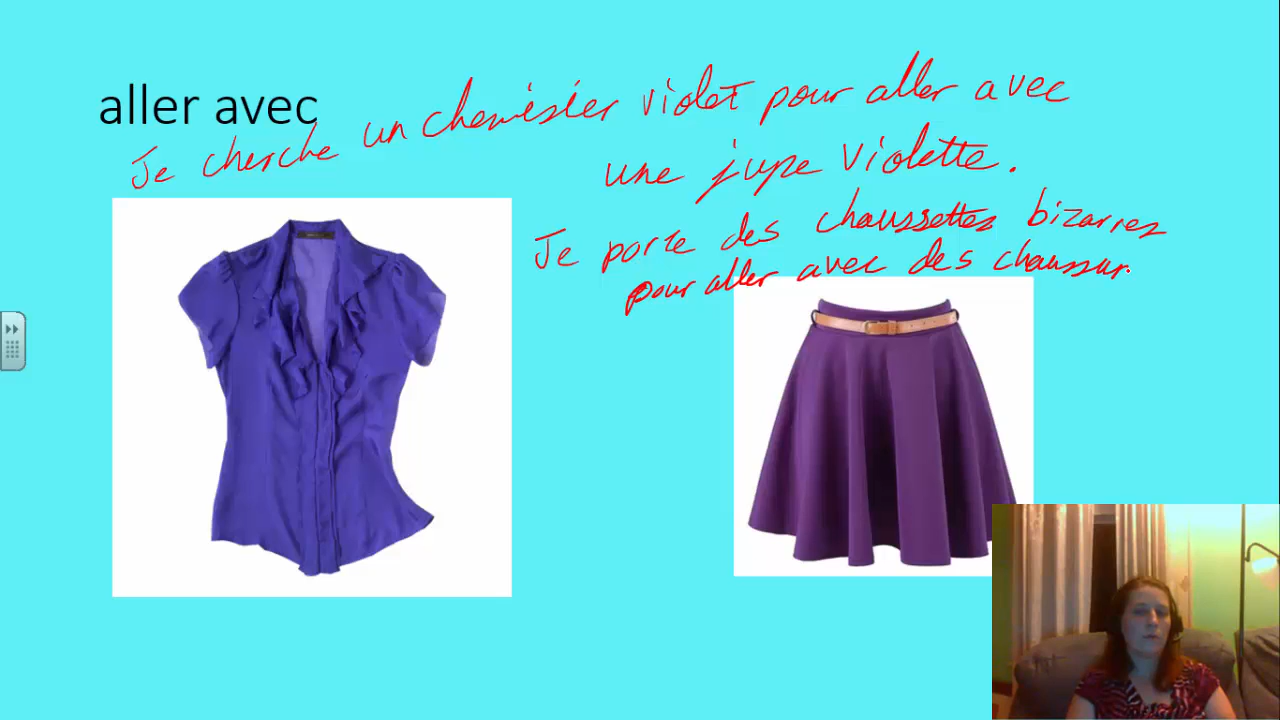 aller avec
Je cherche un chemisier violet pour aller avec
une jupe violette.
Je porte des chaussettes bizarres
pour aller avec des chaussur